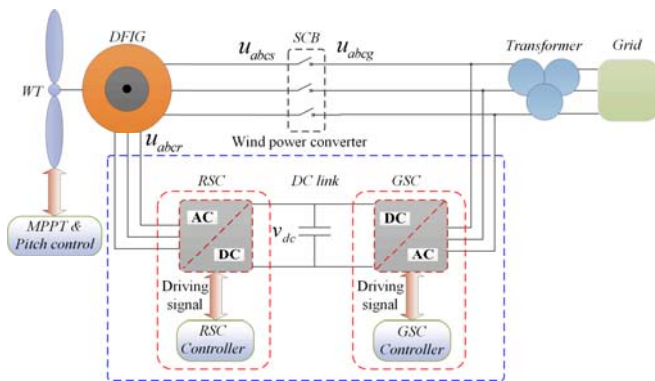 DFIG
u_abcs
SCB
u_abcg
Transformer
Grid
WT
u_abcr
Wind power converter
RSC
DC link
GSC
MPPT &
Pitch control
AC
DC
v_dc
DC
AC
Driving
signal
Driving
signal
RSC
Controller
GSC
Controller